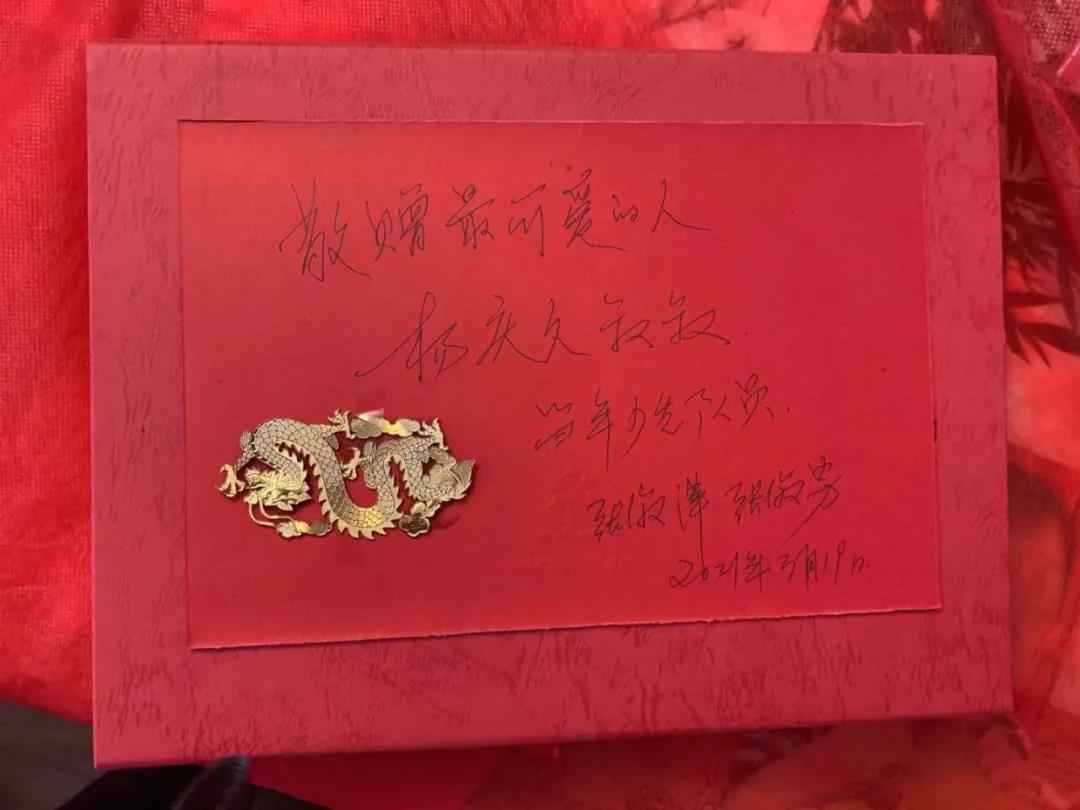 敬赠最可爱的人
杨庆久叔叔
当年少先队员
张俊萍 张俊芳
2021年3月19日